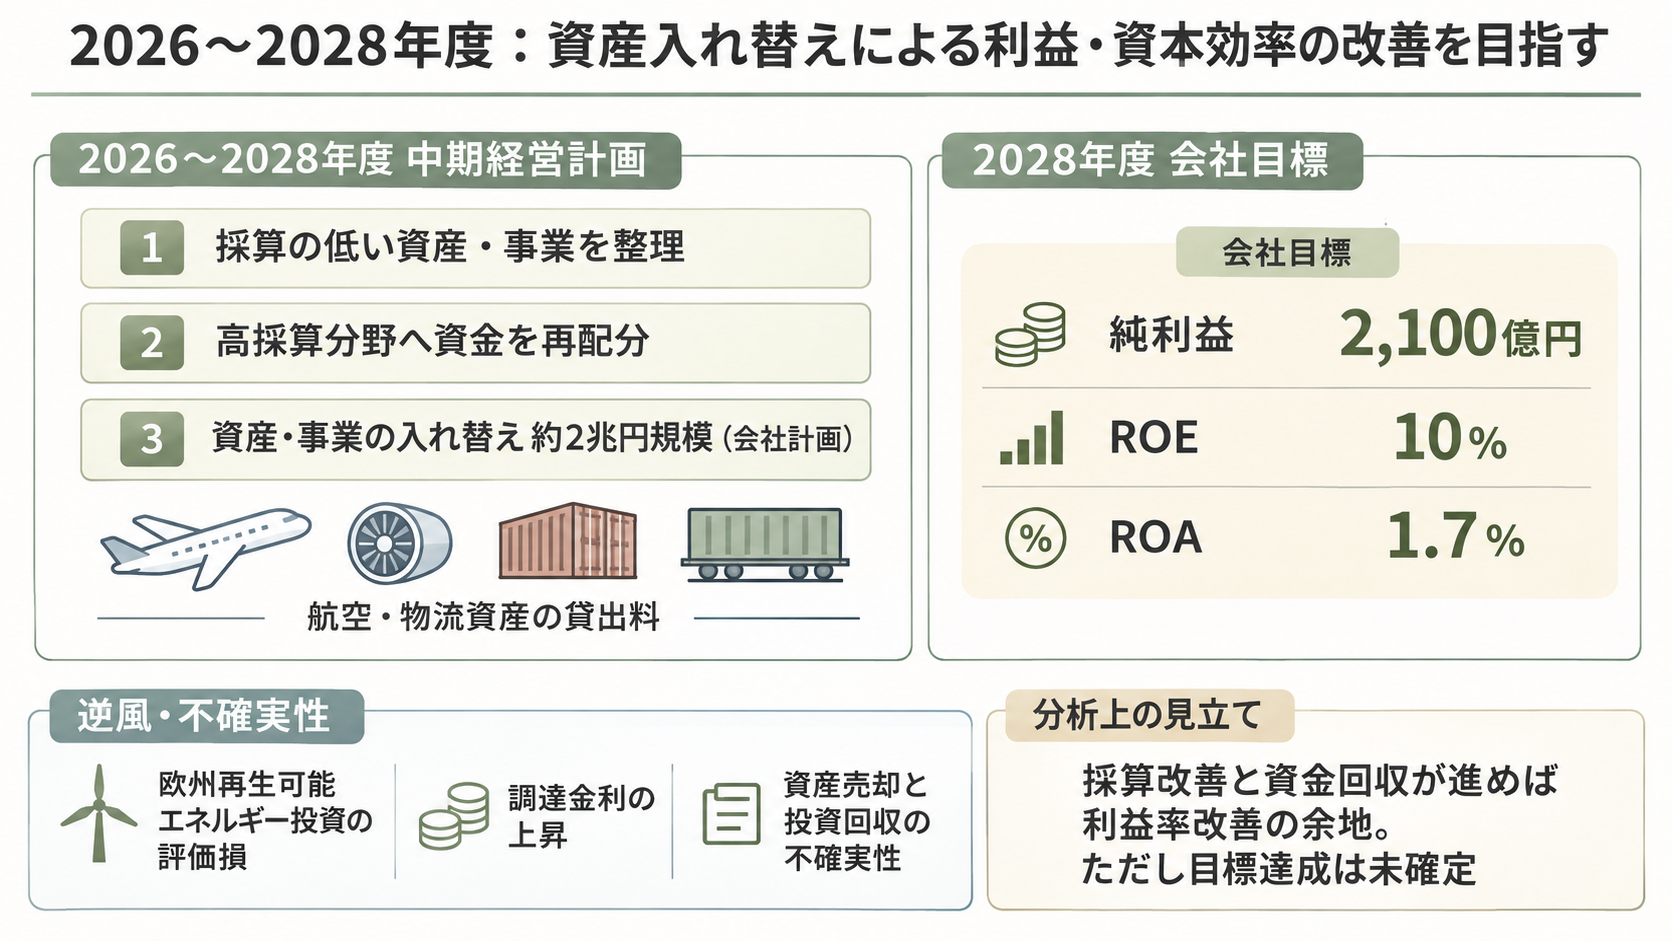 2026〜2028年度：資産入れ替えによる利益・資本効率の改善を目指す
2026〜2028年度 中期経営計画
1 採算の低い資産・事業を整理
2 高採算分野へ資金を再配分
3 資産・事業の入れ替え 約2兆円規模（会社計画）
航空・物流資産の貸出料
2028年度 会社目標
会社目標
純利益 2,100億円
ROE 10%
% ROA 1.7%
逆風・不確実性
欧州再生可能
エネルギー投資の
評価損
調達金利の
上昇
資産売却と
投資回収の
不確実性
分析上の見立て
採算改善と資金回収が進めば
利益率改善の余地。
ただし目標達成は未確定